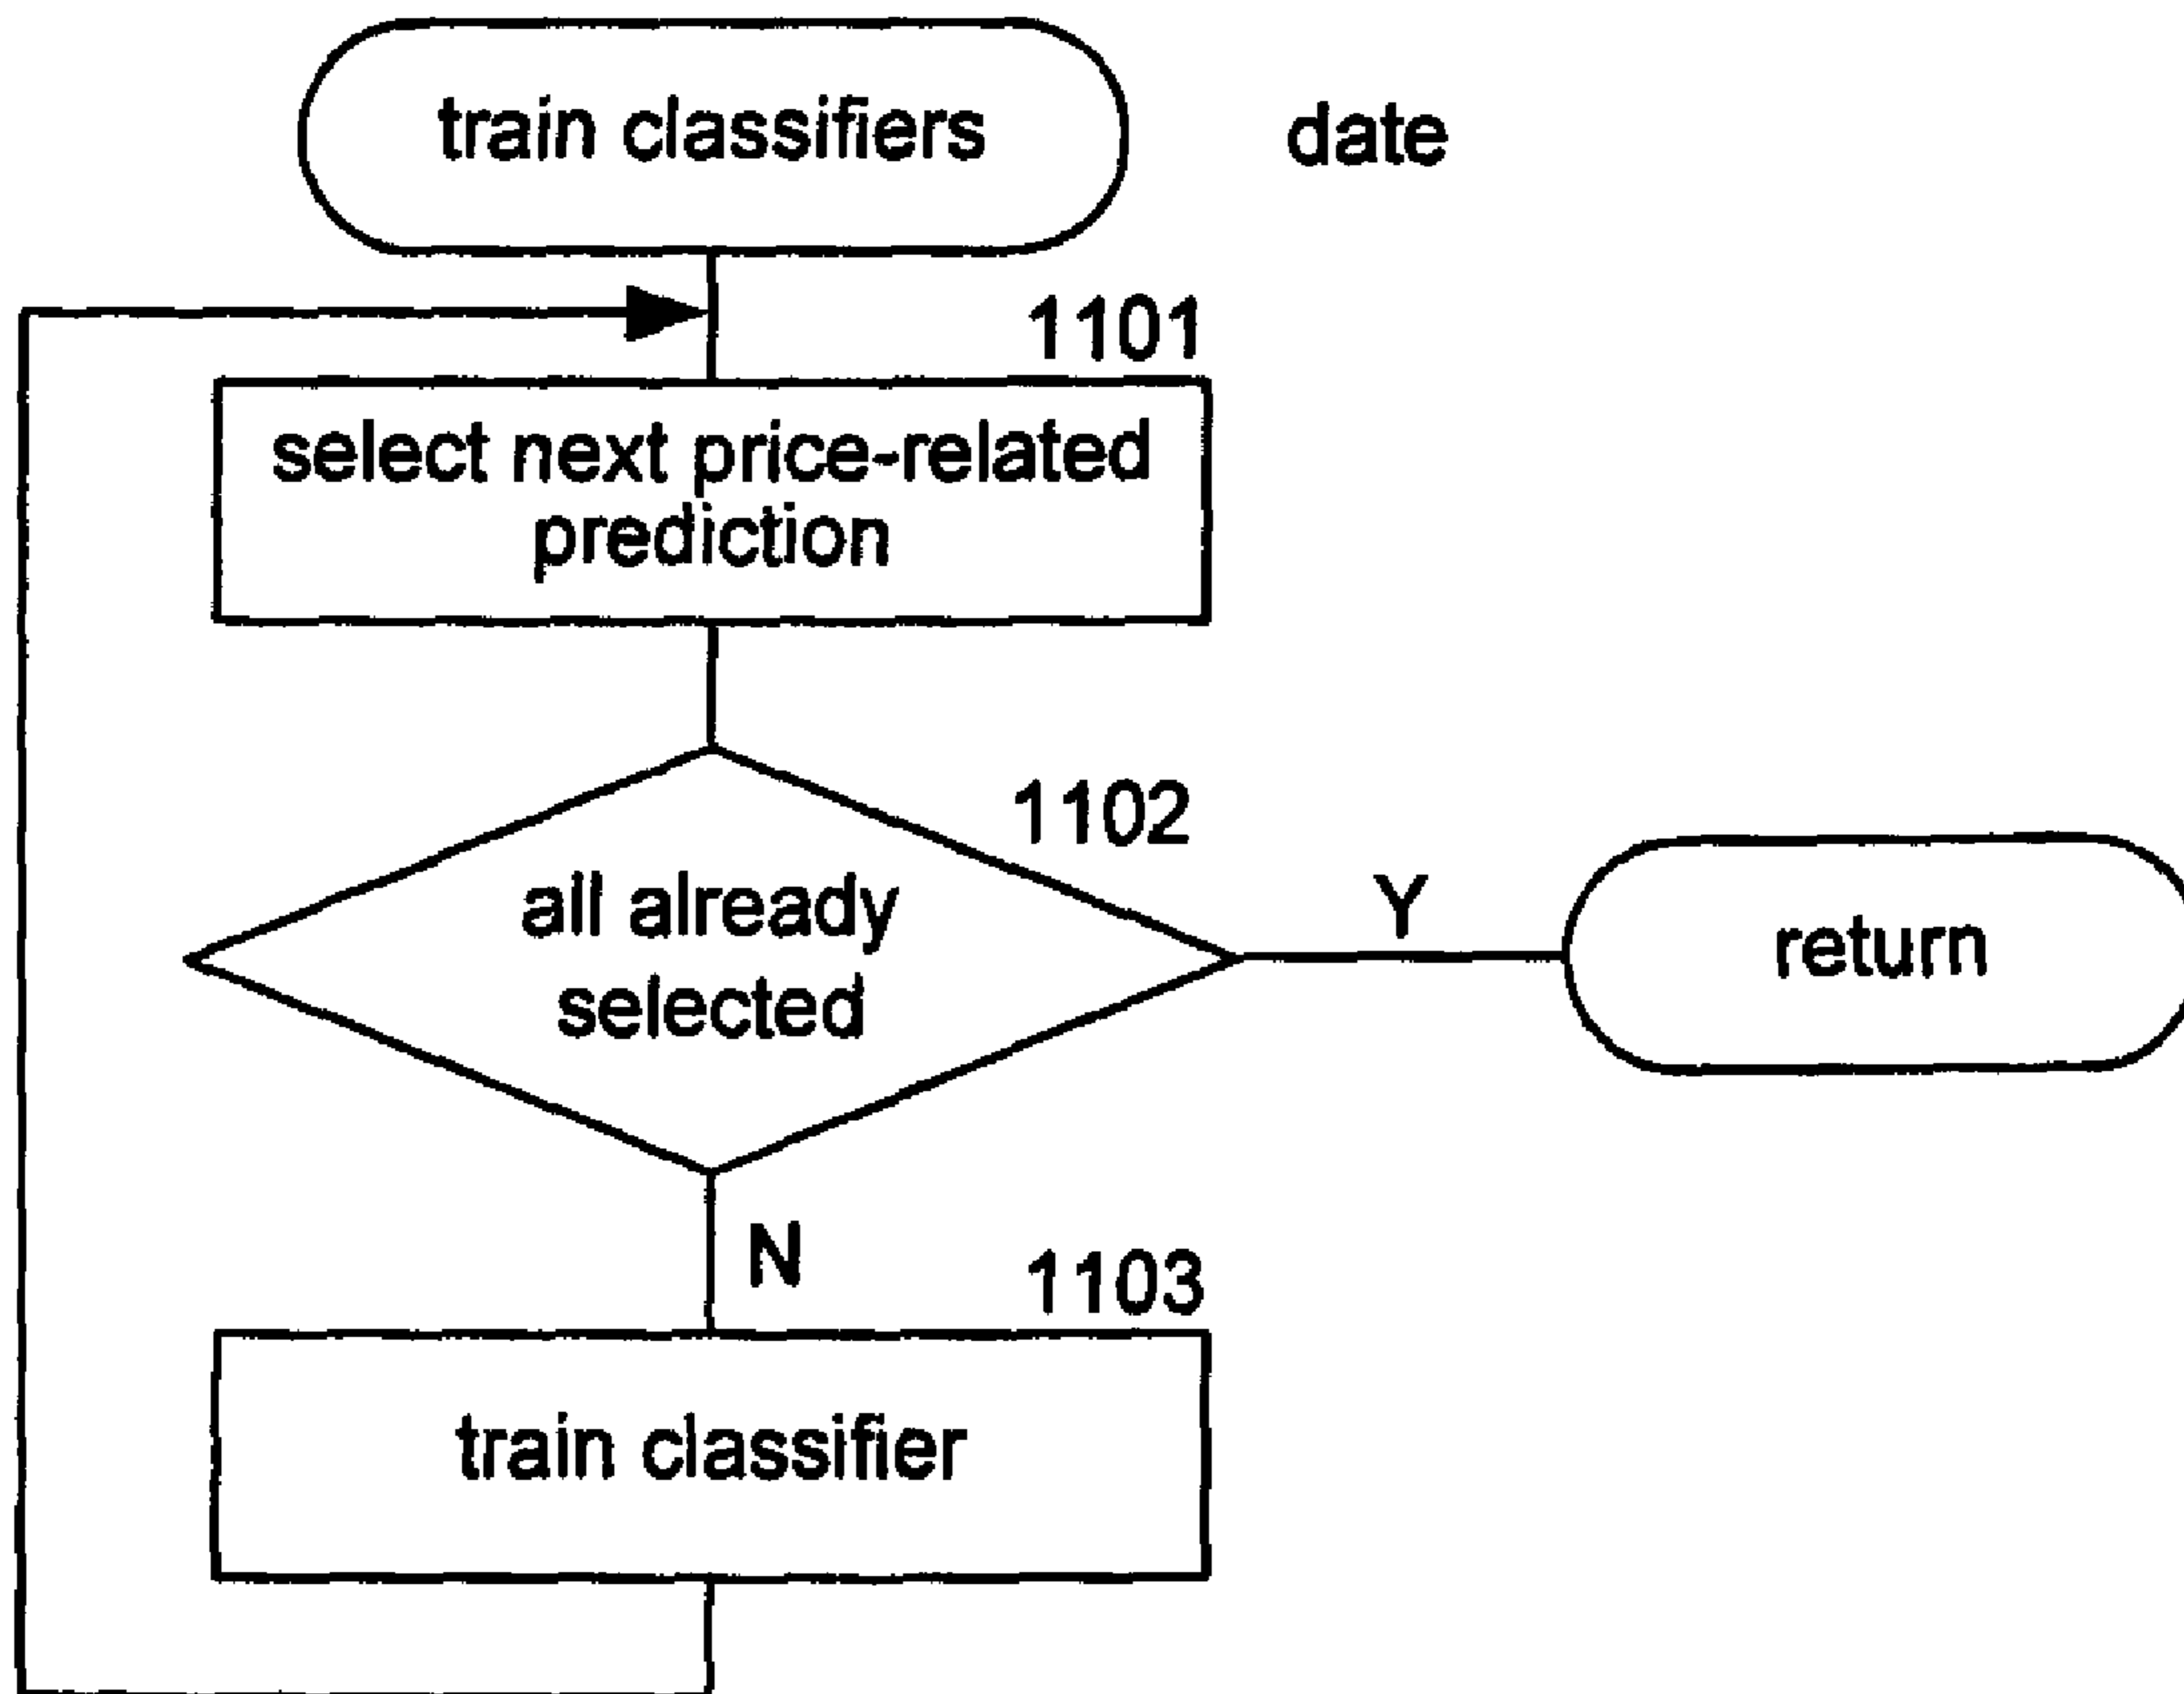 train classifiers
date
1101
select next price-related
prediction
1102
all already
selected
Y
return
N
1103
train classifier